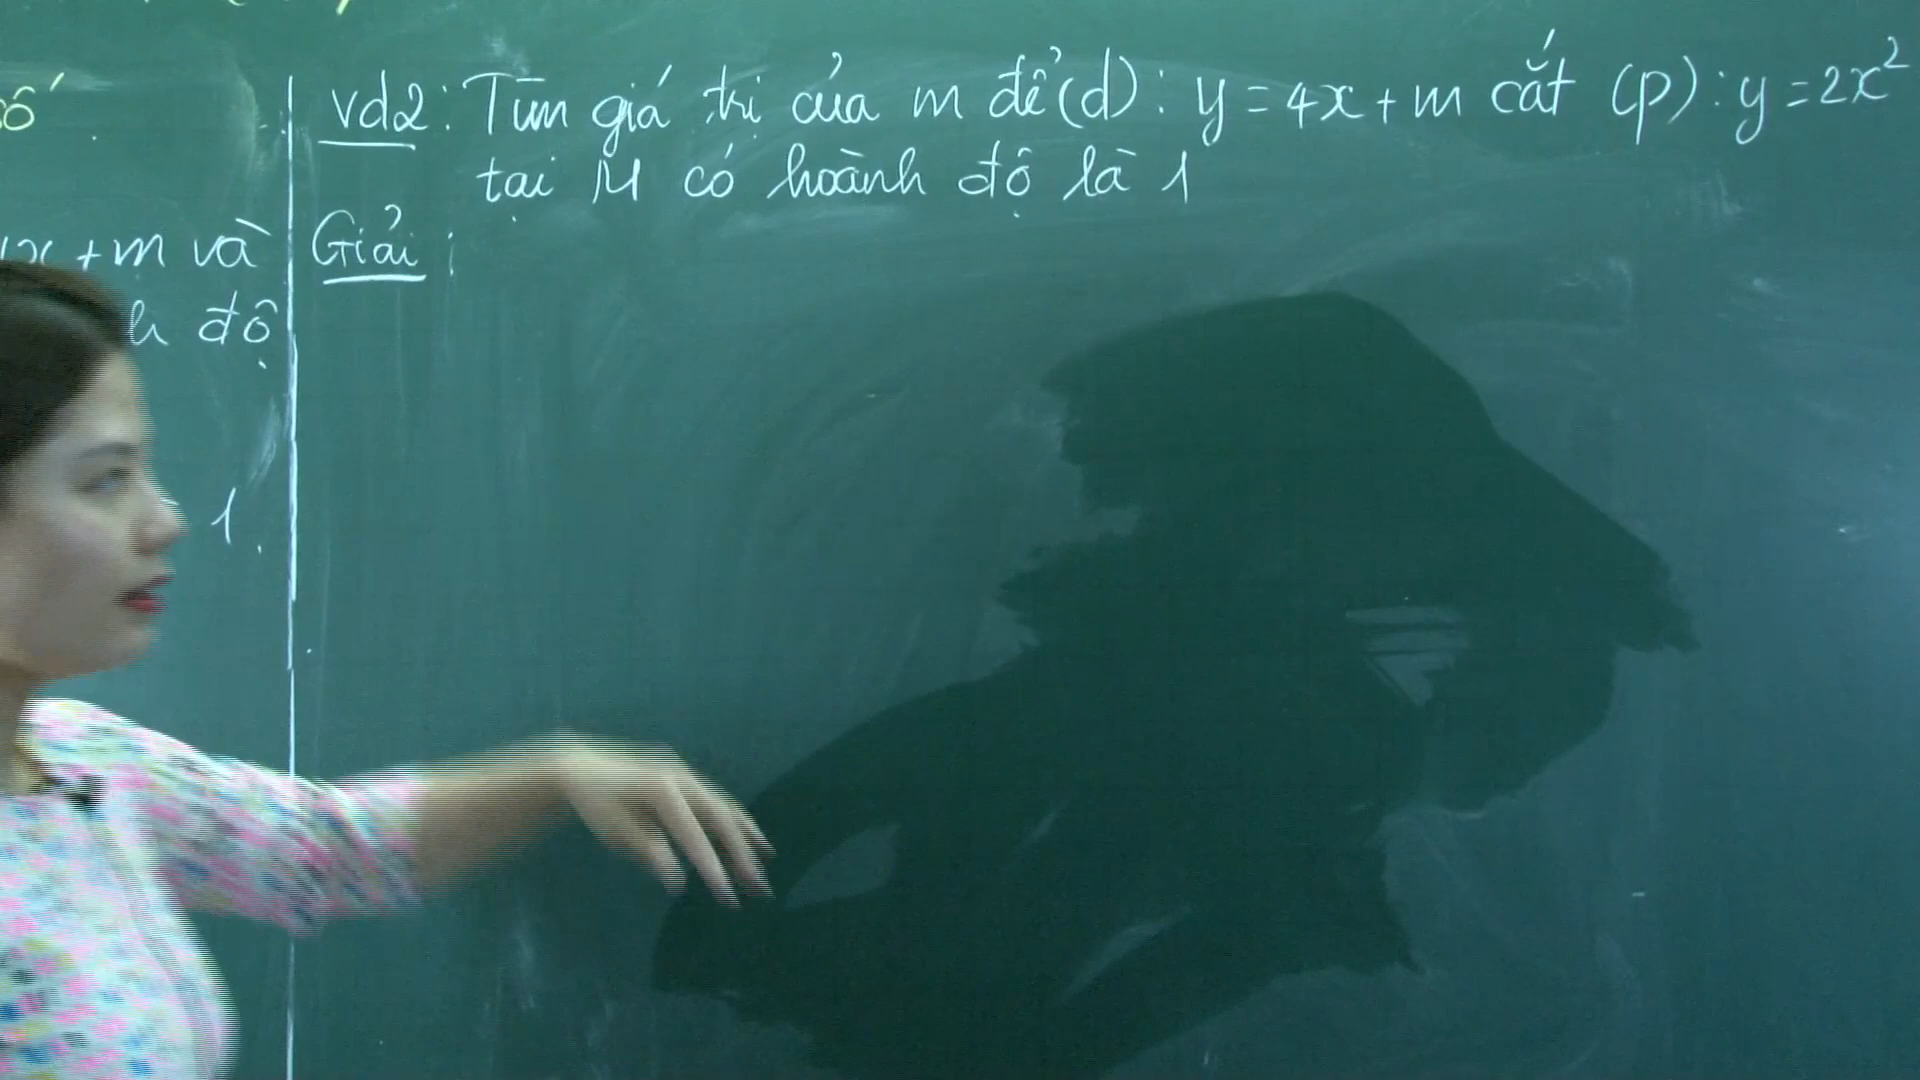 số
vd2: Tìm giá trị của m để (d): y = 4x + m cắt (p): y = 2x²
tại M có hoành độ là 1
x + m và
Giải:
h độ
1.